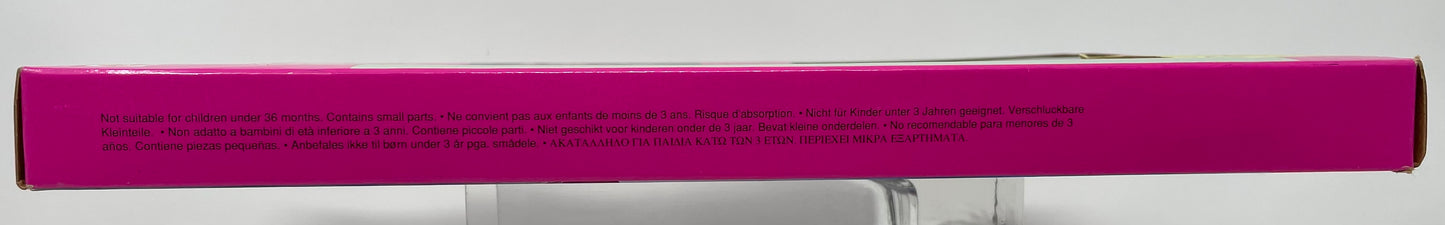 Not suitable for children under 36 months. Contains small parts. • Ne convient pas aux enfants de moins de 3 ans. Risque d'absorption. • Nicht für Kinder unter 3 Jahren geeignet. Verschluckbare
Kleinteile. • Non adatto a bambini di età inferiore a 3 anni. Contiene piccole parti. • Niet geschikt voor kinderen onder de 3 jaar. Bevat kleine onderdelen. • No recomendable para menores de 3
años. Contiene piezas pequeñas. • Anbefales ikke til børn under 3 år pga. smådele. • ΑΚΑΤΑΛΛΗΛΟ ΓΙΑ ΠΑΙΔΙΑ ΚΑΤΩ ΤΩΝ 3 ΕΤΩΝ ΠΕΡΙΕΧΕΙ ΜΙΚΡΑ ΕΞΑΡΤΗΜΑΤΑ.